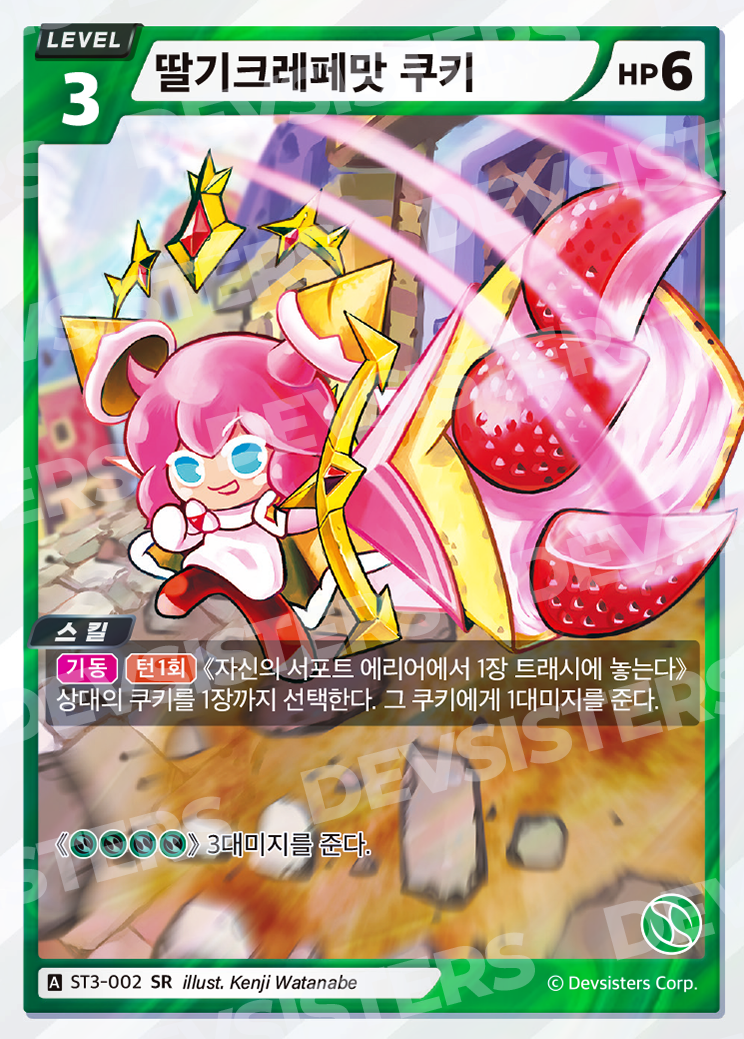 LEVEL
3
딸기크레페맛 쿠키
HP6
스킬
기동 턴1회 《자신의 서포트 에리어에서 1장 트래시에 놓는다》
상대의 쿠키를 1장까지 선택한다. 그 쿠키에게 1대미지를 준다.
《》 3대미지를 준다.
A ST3-002 SR illust. Kenji Watanabe
© Devsisters Corp.
DEVSISTERS